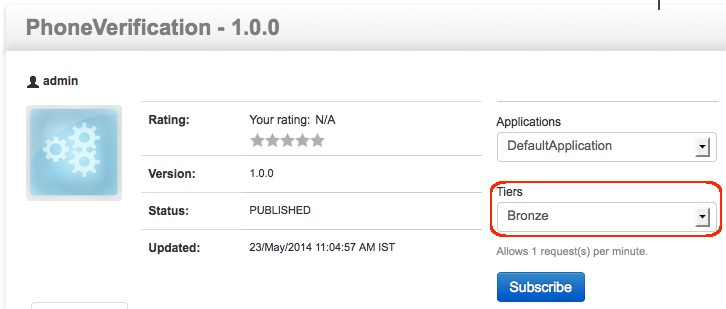 PhoneVerification - 1.0.0
admin
Rating: Your rating: N/A
Version: 1.0.0
Status: PUBLISHED
Updated: 23/May/2014 11:04:57 AM IST
Applications
DefaultApplication
Tiers
Bronze
Allows 1 request(s) per minute.
Subscribe